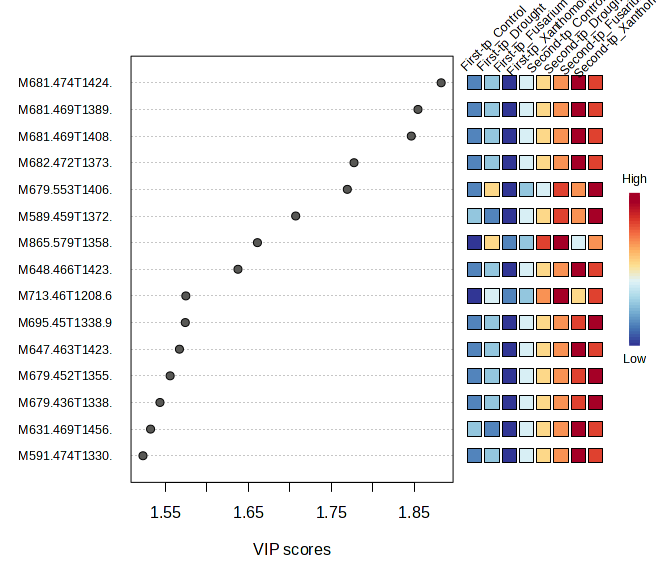 First-tp_Control
First-tp_Drought
First-tp_Fusarium
First-tp_Xanthomon
Second-tp_Control
Second-tp_Drought
Second-tp_Fusarium
Second-tp_Xanthom
M681.474T1424.
M681.469T1389.
M681.469T1408.
M682.472T1373.
M679.553T1406.
M589.459T1372.
M865.579T1358.
M648.466T1423.
M713.46T1208.6
M695.45T1338.9
M647.463T1423.
M679.452T1355.
M679.436T1338.
M631.469T1456.
M591.474T1330.
High
Low
1.55 1.65 1.75 1.85
VIP scores